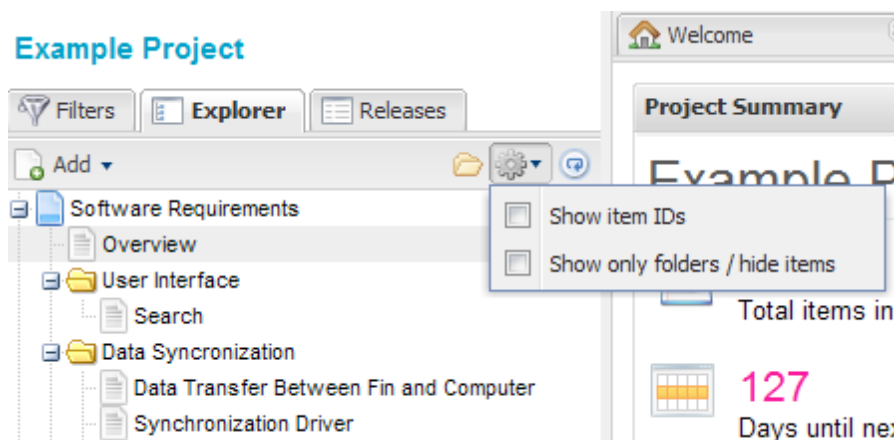 Example Project
Filters
Explorer
Releases
Add
Software Requirements
Overview
User Interface
Search
Data Syncronization
Data Transfer Between Fin and Computer
Synchronization Driver
Show item IDs
Show only folders / hide items
Welcome
Project Summary
Example
Total items in
127
Days until